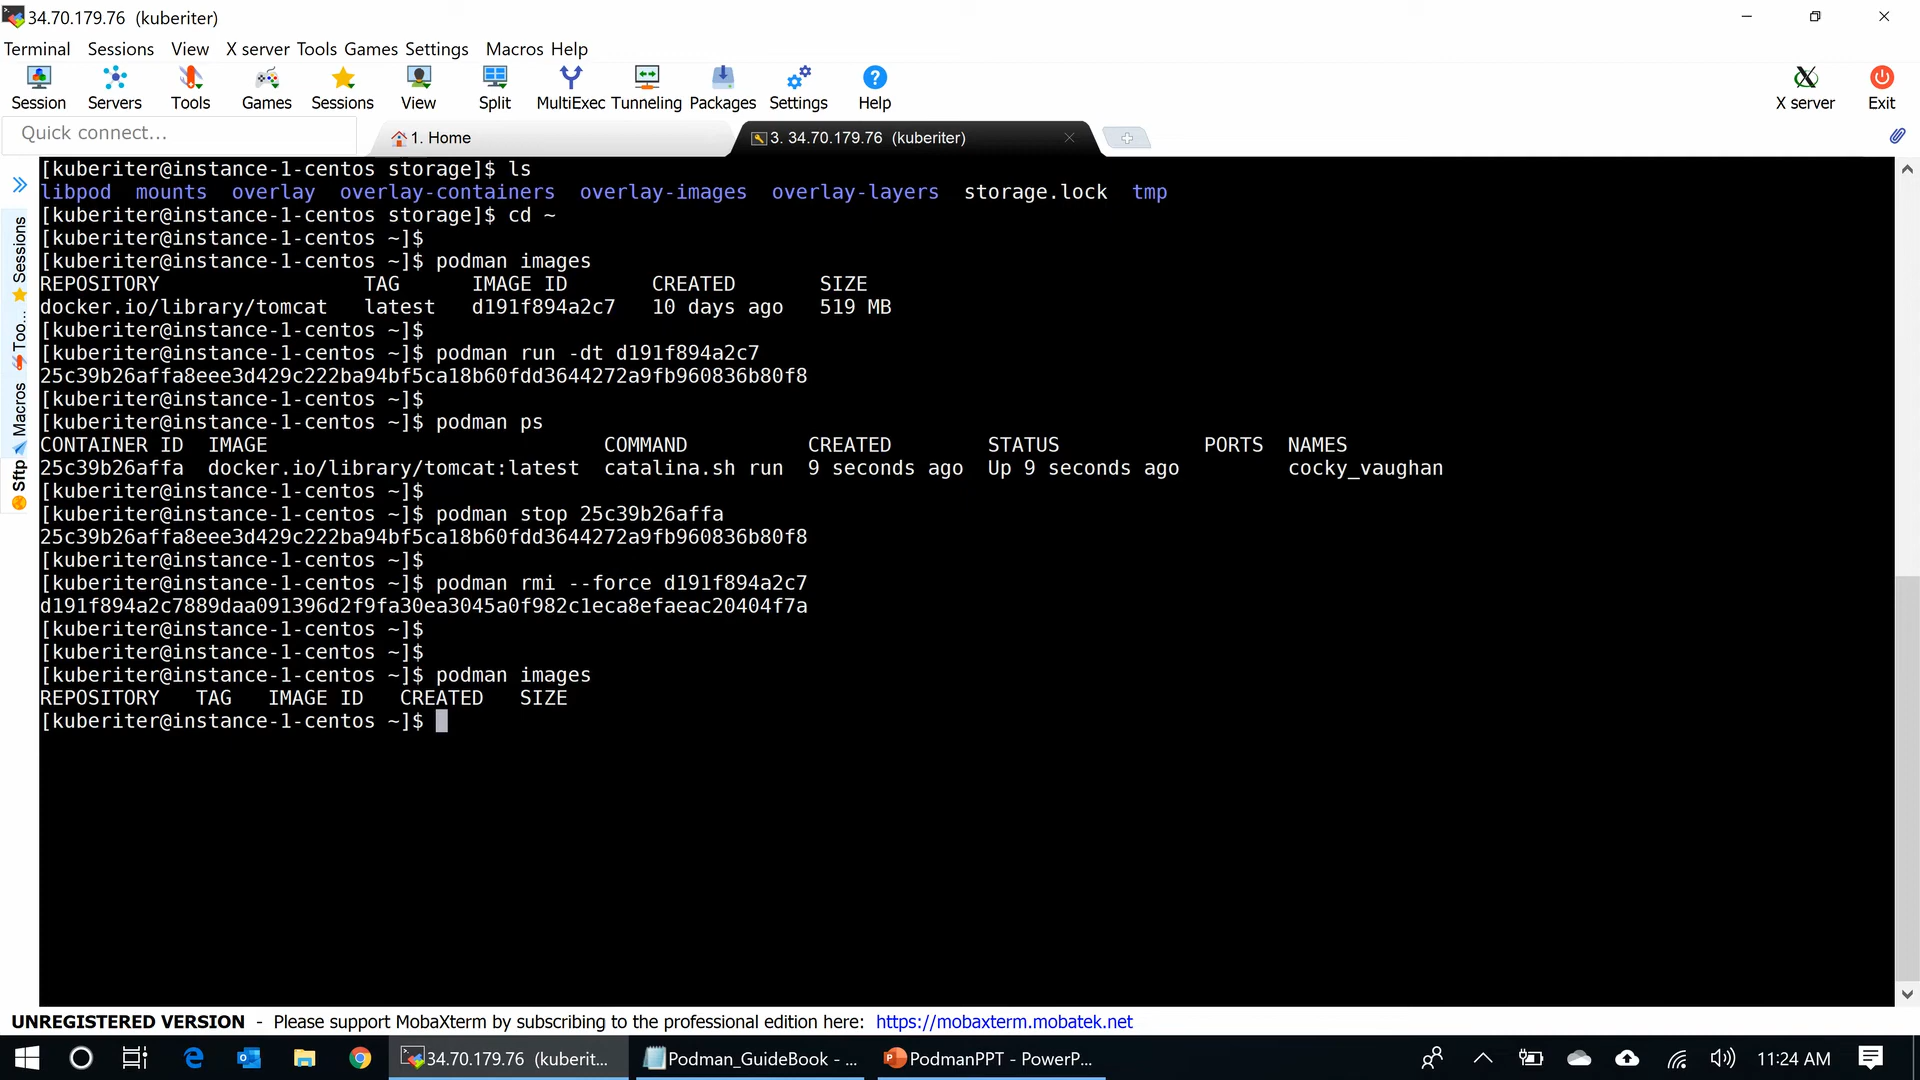 34.70.179.76 (kuberiter)
Terminal Sessions View X server Tools Games Settings Macros Help
Session Servers Tools Games Sessions View Split MultiExec Tunneling Packages Settings Help X server Exit
Quick connect...
1. Home
3. 34.70.179.76 (kuberiter)
Sessions
Too...
Macros
Sftp
[kuberiter@instance-1-centos storage]$ ls
libpod mounts overlay overlay-containers overlay-images overlay-layers storage.lock tmp
[kuberiter@instance-1-centos storage]$ cd ~
[kuberiter@instance-1-centos ~]$
[kuberiter@instance-1-centos ~]$ podman images
REPOSITORY TAG IMAGE ID CREATED SIZE
docker.io/library/tomcat latest d191f894a2c7 10 days ago 519 MB
[kuberiter@instance-1-centos ~]$
[kuberiter@instance-1-centos ~]$ podman run -dt d191f894a2c7
25c39b26affa8eee3d429c222ba94bf5ca18b60fdd3644272a9fb960836b80f8
[kuberiter@instance-1-centos ~]$
[kuberiter@instance-1-centos ~]$ podman ps
CONTAINER ID IMAGE COMMAND CREATED STATUS PORTS NAMES
25c39b26affa docker.io/library/tomcat:latest catalina.sh run 9 seconds ago Up 9 seconds ago cocky_vaughan
[kuberiter@instance-1-centos ~]$
[kuberiter@instance-1-centos ~]$ podman stop 25c39b26affa
25c39b26affa8eee3d429c222ba94bf5ca18b60fdd3644272a9fb960836b80f8
[kuberiter@instance-1-centos ~]$
[kuberiter@instance-1-centos ~]$ podman rmi --force d191f894a2c7
d191f894a2c7889daa091396d2f9fa30ea3045a0f982c1eca8efaeac20404f7a
[kuberiter@instance-1-centos ~]$
[kuberiter@instance-1-centos ~]$
[kuberiter@instance-1-centos ~]$ podman images
REPOSITORY TAG IMAGE ID CREATED SIZE
[kuberiter@instance-1-centos ~]$
UNREGISTERED VERSION - Please support MobaXterm by subscribing to the professional edition here: https://mobaxterm.mobatek.net
34.70.179.76 (kuberit... Podman_GuideBook - ... PodmanPPT - PowerP... 11:24 AM